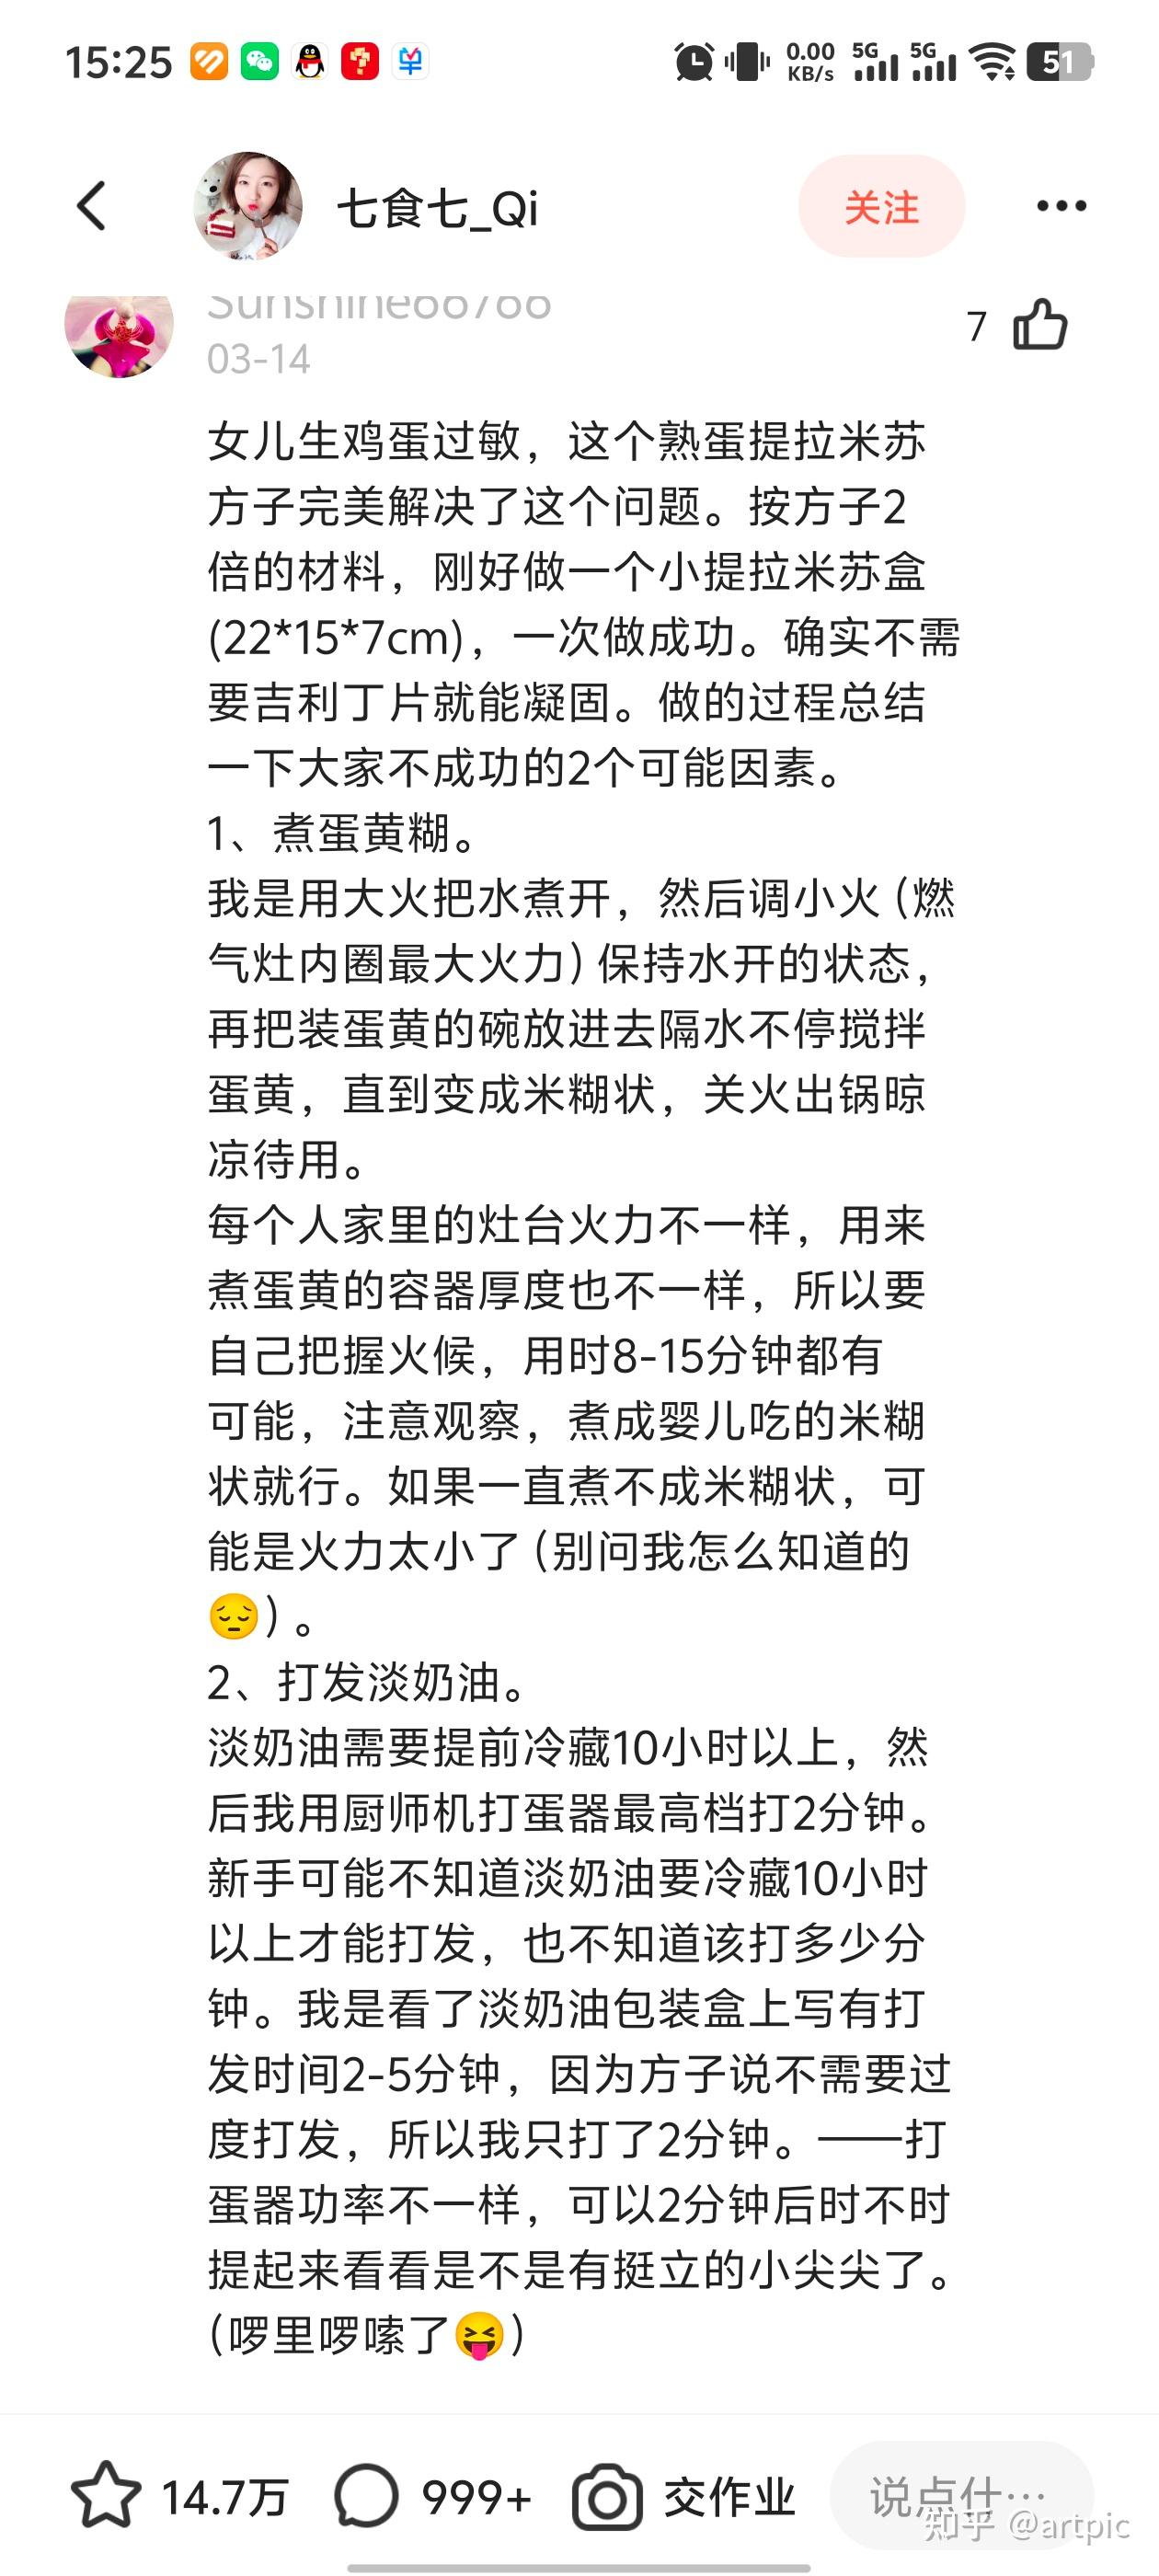 15:25
0.00 KB/s 5G 5G 51
七食七_Qi
关注
Sunshine66766
03-14
7
女儿生鸡蛋过敏，这个熟蛋提拉米苏
方子完美解决了这个问题。按方子2
倍的材料，刚好做一个小提拉米苏盒
(22*15*7cm)，一次做成功。确实不需
要吉利丁片就能凝固。做的过程总结
一下大家不成功的2个可能因素。
1、煮蛋黄糊。
我是用大火把水煮开，然后调小火(燃
气灶内圈最大火力)保持水开的状态，
再把装蛋黄的碗放进去隔水不停搅拌
蛋黄，直到变成米糊状，关火出锅晾
凉待用。
每个人家里的灶台火力不一样，用来
煮蛋黄的容器厚度也不一样，所以要
自己把握火候，用时8-15分钟都有
可能，注意观察，煮成婴儿吃的米糊
状就行。如果一直煮不成米糊状，可
能是火力太小了(别问我怎么知道的
😔)。
2、打发淡奶油。
淡奶油需要提前冷藏10小时以上，然
后我用厨师机打蛋器最高档打2分钟。
新手可能不知道淡奶油要冷藏10小时
以上才能打发，也不知道该打多少分
钟。我是看了淡奶油包装盒上写有打
发时间2-5分钟，因为方子说不需要过
度打发，所以我只打了2分钟。——打
蛋器功率不一样，可以2分钟后时不时
提起来看看是不是有挺立的小尖尖了。
(啰里啰嗦了😝)
14.7万 999+ 交作业 说点什…
知乎 @artpic